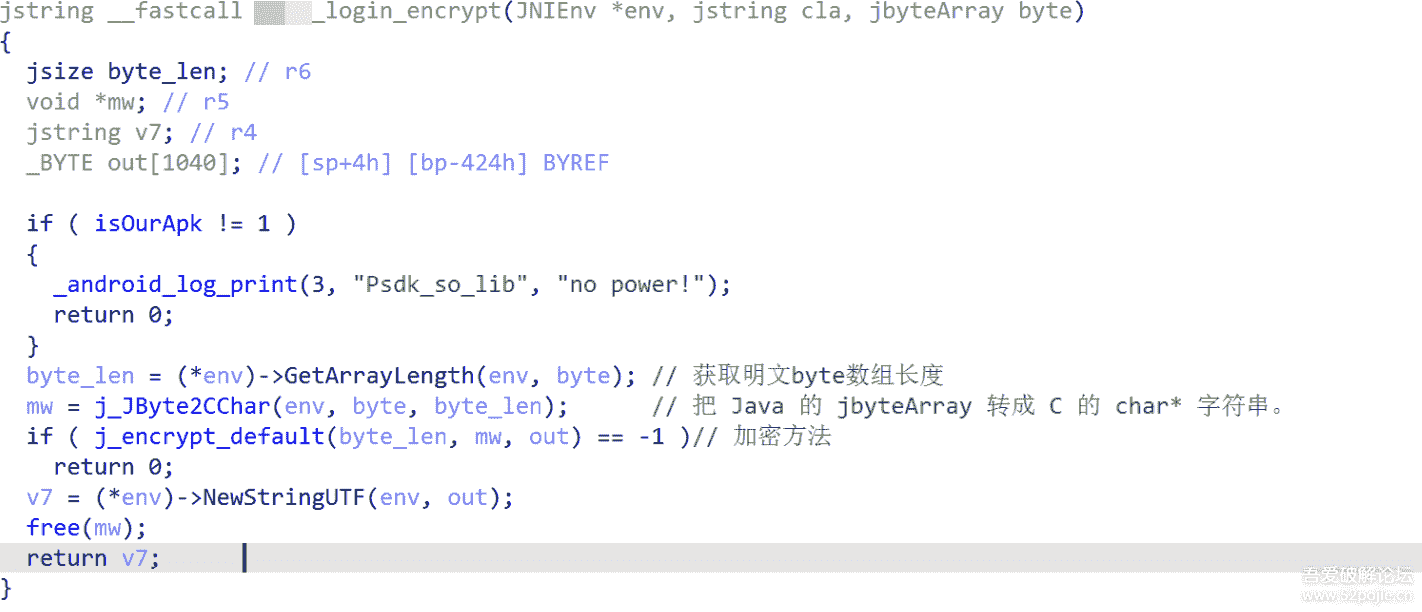 jstring __fastcall _login_encrypt(JNIEnv *env, jstring cla, jbyteArray byte)
{
jsize byte_len; // r6
void *mw; // r5
jstring v7; // r4
_BYTE out[1040]; // [sp+4h] [bp-424h] BYREF
if ( isOurApk != 1 )
{
_android_log_print(3, "Psdk_so_lib", "no power!");
return 0;
}
byte_len = (*env)->GetArrayLength(env, byte); // 获取明文byte数组长度
mw = j_JByte2CChar(env, byte, byte_len); // 把 Java 的 jbyteArray 转成 C 的 char* 字符串。
if ( j_encrypt_default(byte_len, mw, out) == -1 )// 加密方法
return 0;
v7 = (*env)->NewStringUTF(env, out);
free(mw);
return v7;
}
吾爱破解论坛
www.52pojie.cn